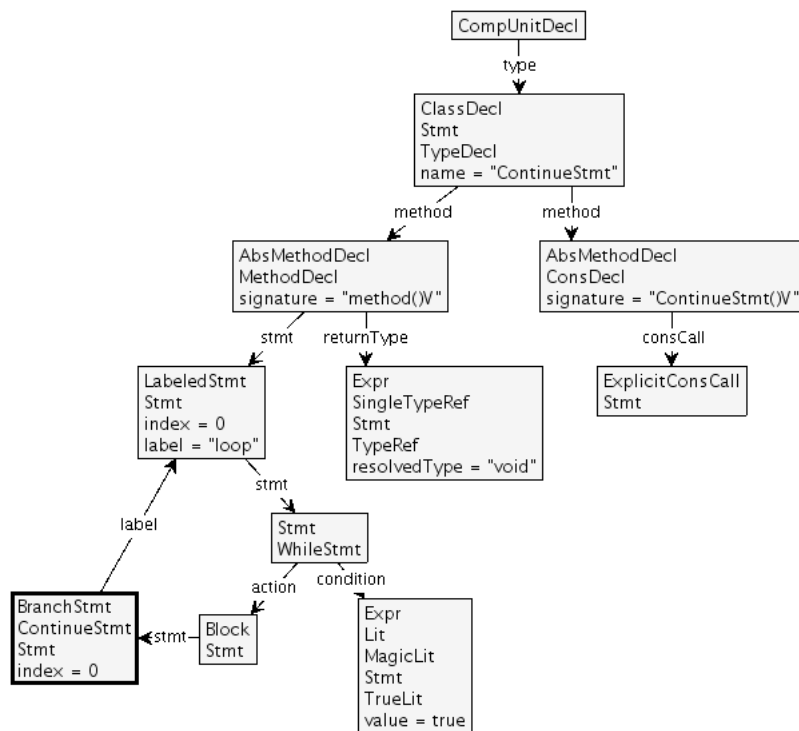 CompUnitDecl
type
ClassDecl
Stmt
TypeDecl
name = "ContinueStmt"
method
method
AbsMethodDecl
MethodDecl
signature = "method()V"
AbsMethodDecl
ConsDecl
signature = "ContinueStmt()V"
stmt
returnType
consCall
LabeledStmt
Stmt
index = 0
label = "loop"
Expr
SingleTypeRef
Stmt
TypeRef
resolvedType = "void"
ExplicitConsCall
Stmt
stmt
label
Stmt
WhileStmt
action
condition
BranchStmt
ContinueStmt
Stmt
index = 0
stmt
Block
Stmt
Expr
Lit
MagicLit
Stmt
TrueLit
value = true